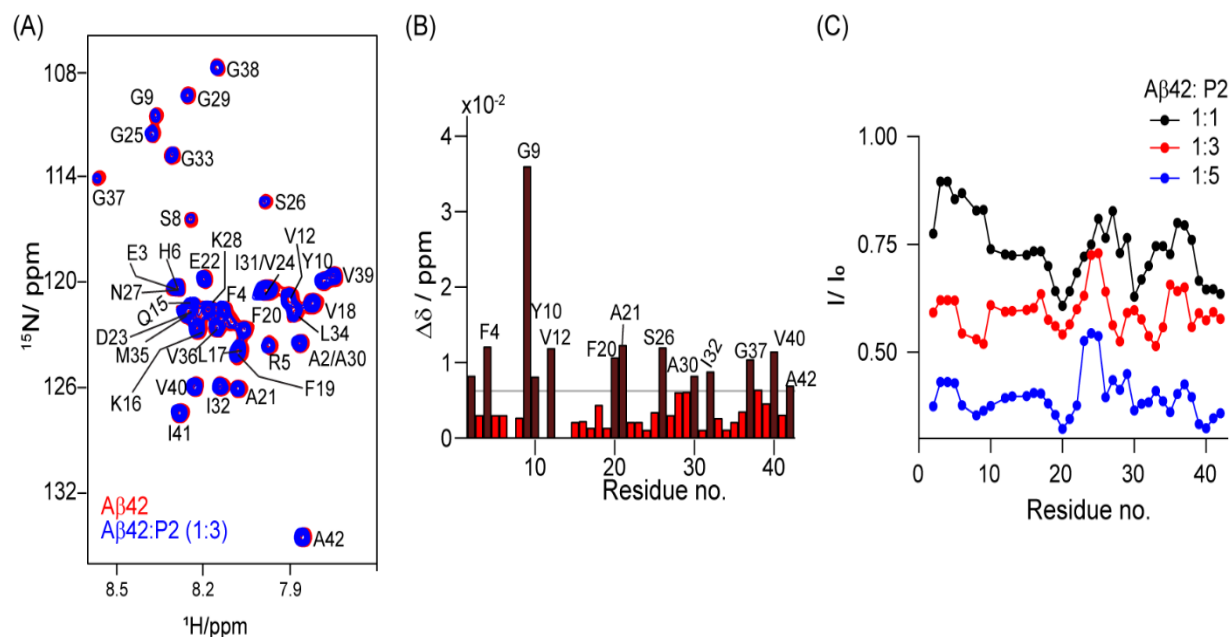 (A)
108
114
120
126
132
¹⁵N/ ppm
8.5
8.2
7.9
¹H/ppm
G38
G9
G29
G25
G33
G37
S26
S8
K28
V12
H6
E3
E22
I31/V24
Y10
N27
V39
Q15
F4
F20
V18
D23
L34
M35
V36
L17
R5
A2/A30
K16
F19
V40
I32
A21
I41
Aβ42
Aβ42:P2 (1:3)
A42
(B)
x10⁻²
4
3
2
1
0
Δδ / ppm
G9
Y10
A21
F4
V12
S26
V40
F20
A30
I32
G37
A42
10
20
30
40
Residue no.
(C)
Aβ42: P2
1:1
1:3
1:5
1.00
0.75
0.50
I/ I₀
0
10
20
30
40
Residue no.